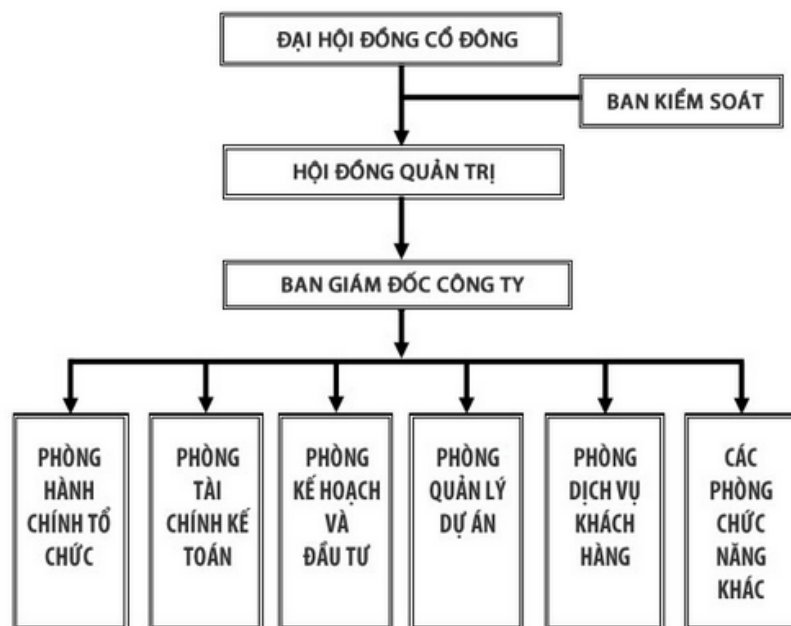 ĐẠI HỘI ĐỒNG CỔ ĐÔNG
BAN KIỂM SOÁT
HỘI ĐỒNG QUẢN TRỊ
BAN GIÁM ĐỐC CÔNG TY
PHÒNG
HÀNH
CHÍNH TỔ
CHỨC
PHÒNG
TÀI
CHÍNH KẾ
TOÁN
PHÒNG
KẾ HOẠCH
VÀ
ĐẦU TƯ
PHÒNG
QUẢN LÝ
DỰ ÁN
PHÒNG
DỊCH VỤ
KHÁCH
HÀNG
CÁC
PHÒNG
CHỨC
NĂNG
KHÁC